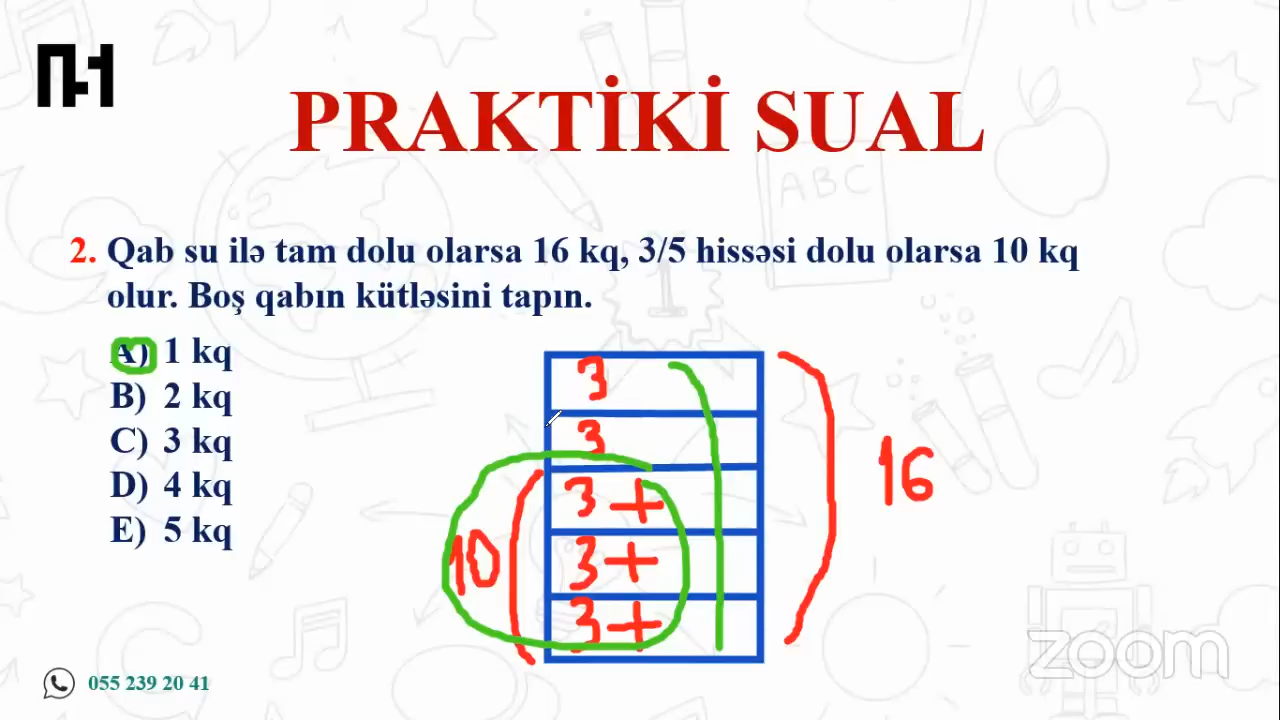 PRAKTİKİ SUAL
2. Qab su ilə tam dolu olarsa 16 kq, 3/5 hissəsi dolu olarsa 10 kq
olur. Boş qabın kütləsini tapın.
A) 1 kq
B) 2 kq
C) 3 kq
D) 4 kq
E) 5 kq
3
3
3 +
3 +
3 +
10
16
ABC
1
zoom
055 239 20 41